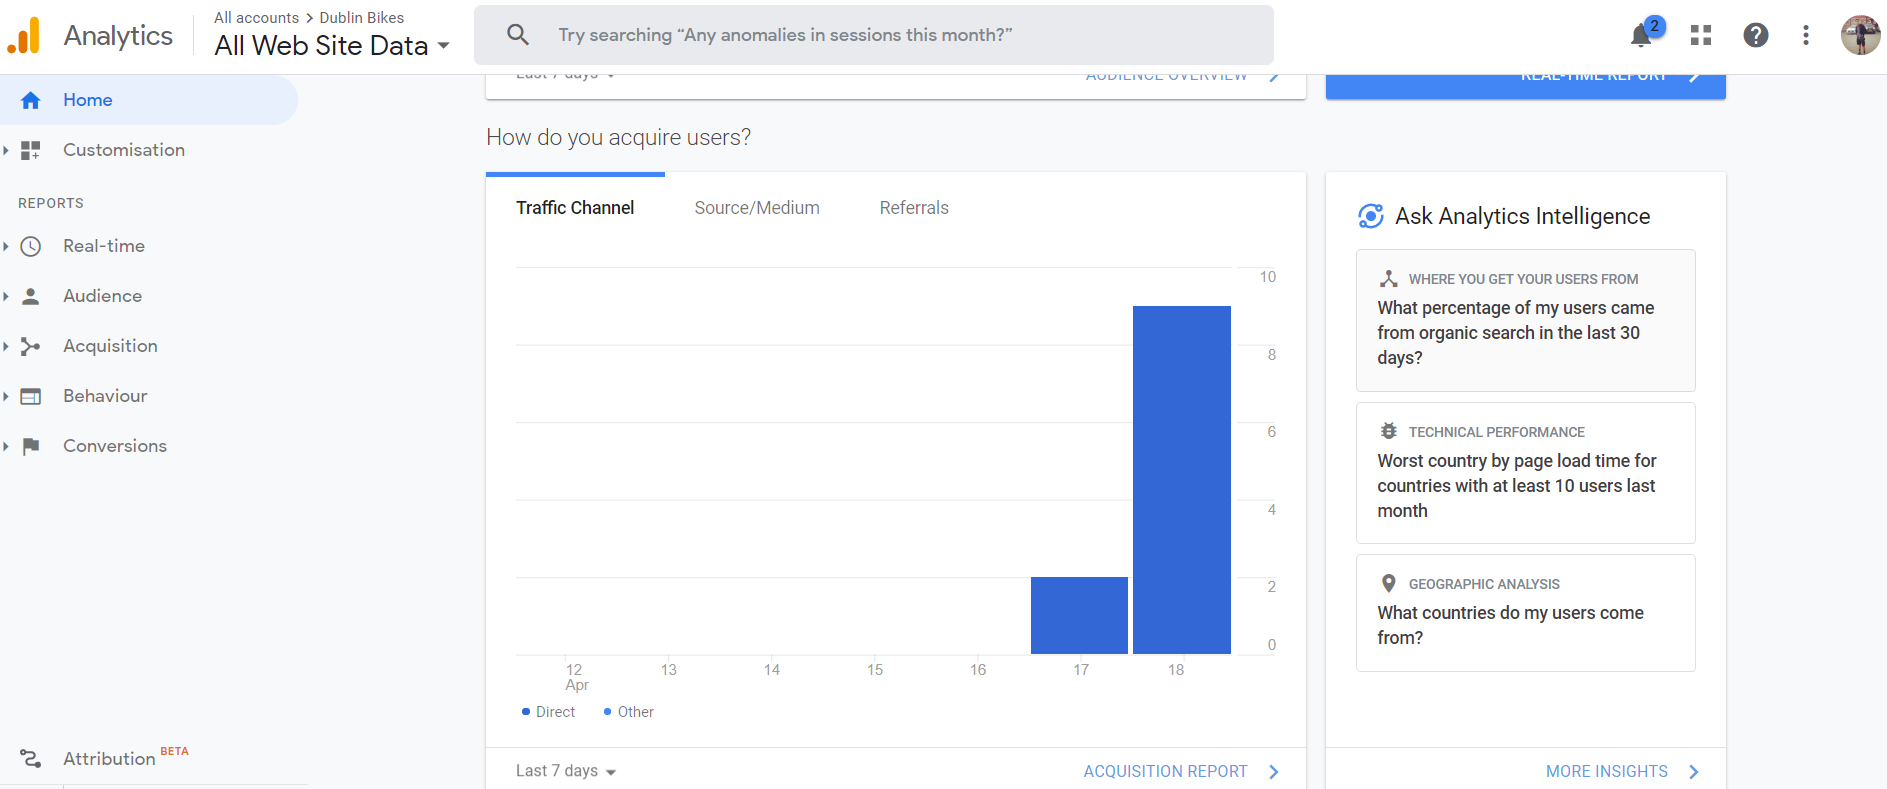 Analytics
All accounts > Dublin Bikes
All Web Site Data
Try searching “Any anomalies in sessions this month?”
2
Home
Customisation
REPORTS
Real-time
Audience
Acquisition
Behaviour
Conversions
Attribution BETA
Last 7 days
AUDIENCE OVERVIEW
REAL-TIME REPORT
How do you acquire users?
Traffic Channel
Source/Medium
Referrals
10
8
6
4
2
0
12 13 14 15 16 17 18
Apr
Direct Other
Last 7 days
ACQUISITION REPORT
Ask Analytics Intelligence
WHERE YOU GET YOUR USERS FROM
What percentage of my users came
from organic search in the last 30
days?
TECHNICAL PERFORMANCE
Worst country by page load time for
countries with at least 10 users last
month
GEOGRAPHIC ANALYSIS
What countries do my users come
from?
MORE INSIGHTS